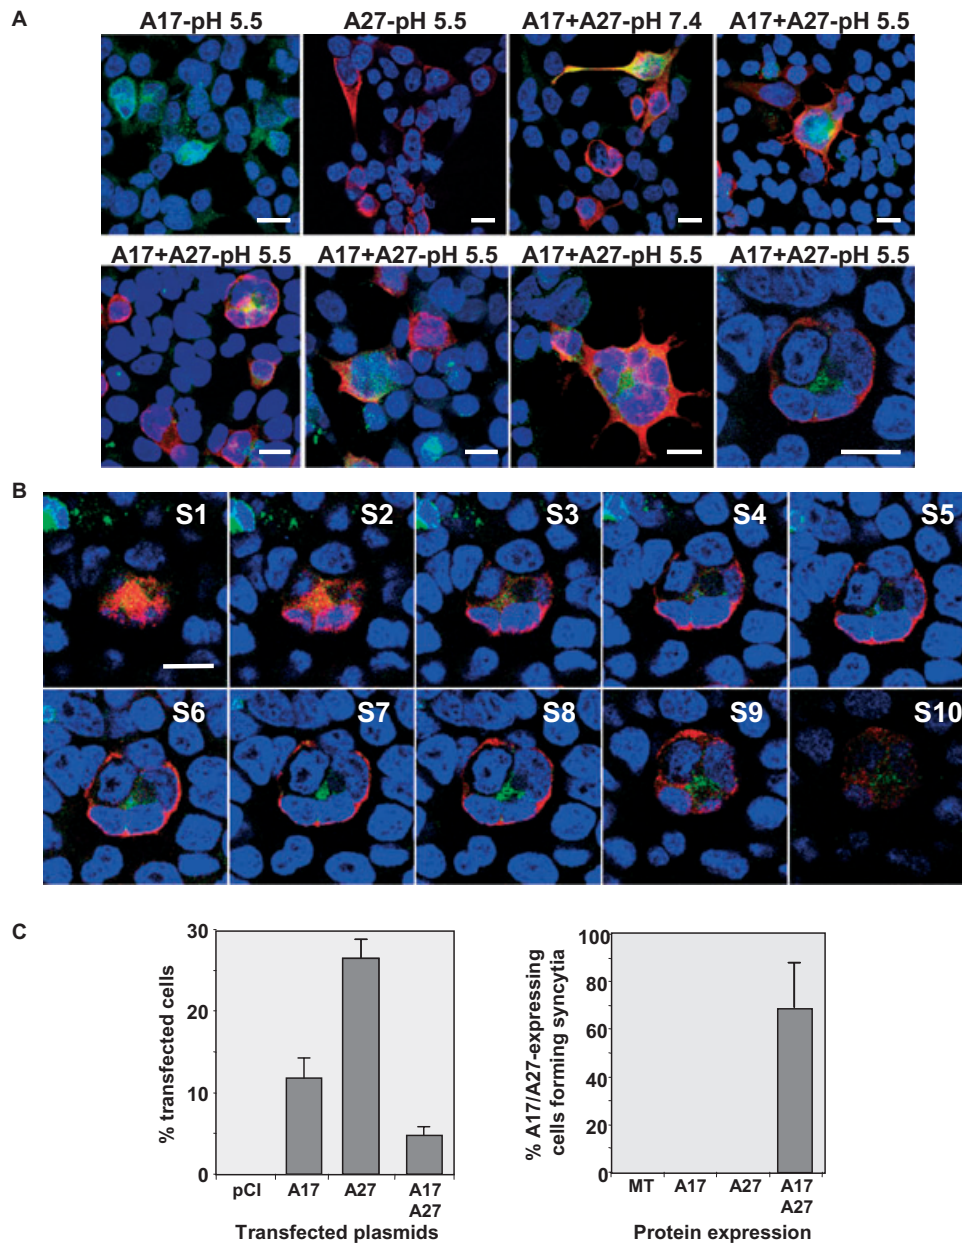 A
A17-pH 5.5
A27-pH 5.5
A17+A27-pH 7.4
A17+A27-pH 5.5
A17+A27-pH 5.5
A17+A27-pH 5.5
A17+A27-pH 5.5
A17+A27-pH 5.5
B
S1
S2
S3
S4
S5
S6
S7
S8
S9
S10
C
% transfected cells
30
20
10
0
pCI
A17
A27
A17
A27
Transfected plasmids
% A17/A27-expressing
cells forming syncytia
100
80
60
40
20
0
MT
A17
A27
A17
A27
Protein expression